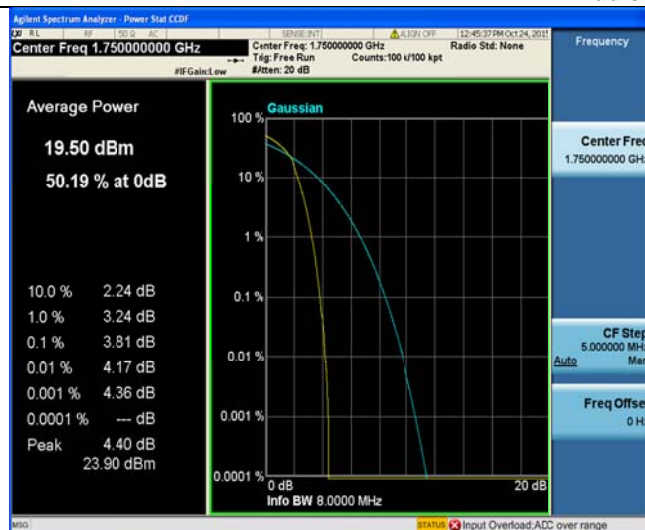 Agilent Spectrum Analyzer - Power Stat CCDF
RL RF 50 Ω AC SENSE:INT ALIGN OFF 12:45:37 PM Oct 24, 201
Center Freq 1.750000000 GHz
Center Freq: 1.750000000 GHz Radio Std: None
Trig: Free Run Counts:100 k/100 kpt
#IFGain:Low #Atten: 20 dB
Frequency
Average Power
19.50 dBm
50.19 % at 0dB
10.0 % 2.24 dB
1.0 % 3.24 dB
0.1 % 3.81 dB
0.01 % 4.17 dB
0.001 % 4.36 dB
0.0001 % --- dB
Peak 4.40 dB
23.90 dBm
Gaussian
100 %
10 %
1 %
0.1 %
0.01 %
0.001 %
0.0001 %
0 dB 20 dB
Info BW 8.0000 MHz
Center Freq
1.750000000 GHz
CF Step
5.000000 MHz
Auto Man
Freq Offset
0 Hz
MSG STATUS Input Overload;ADC over range